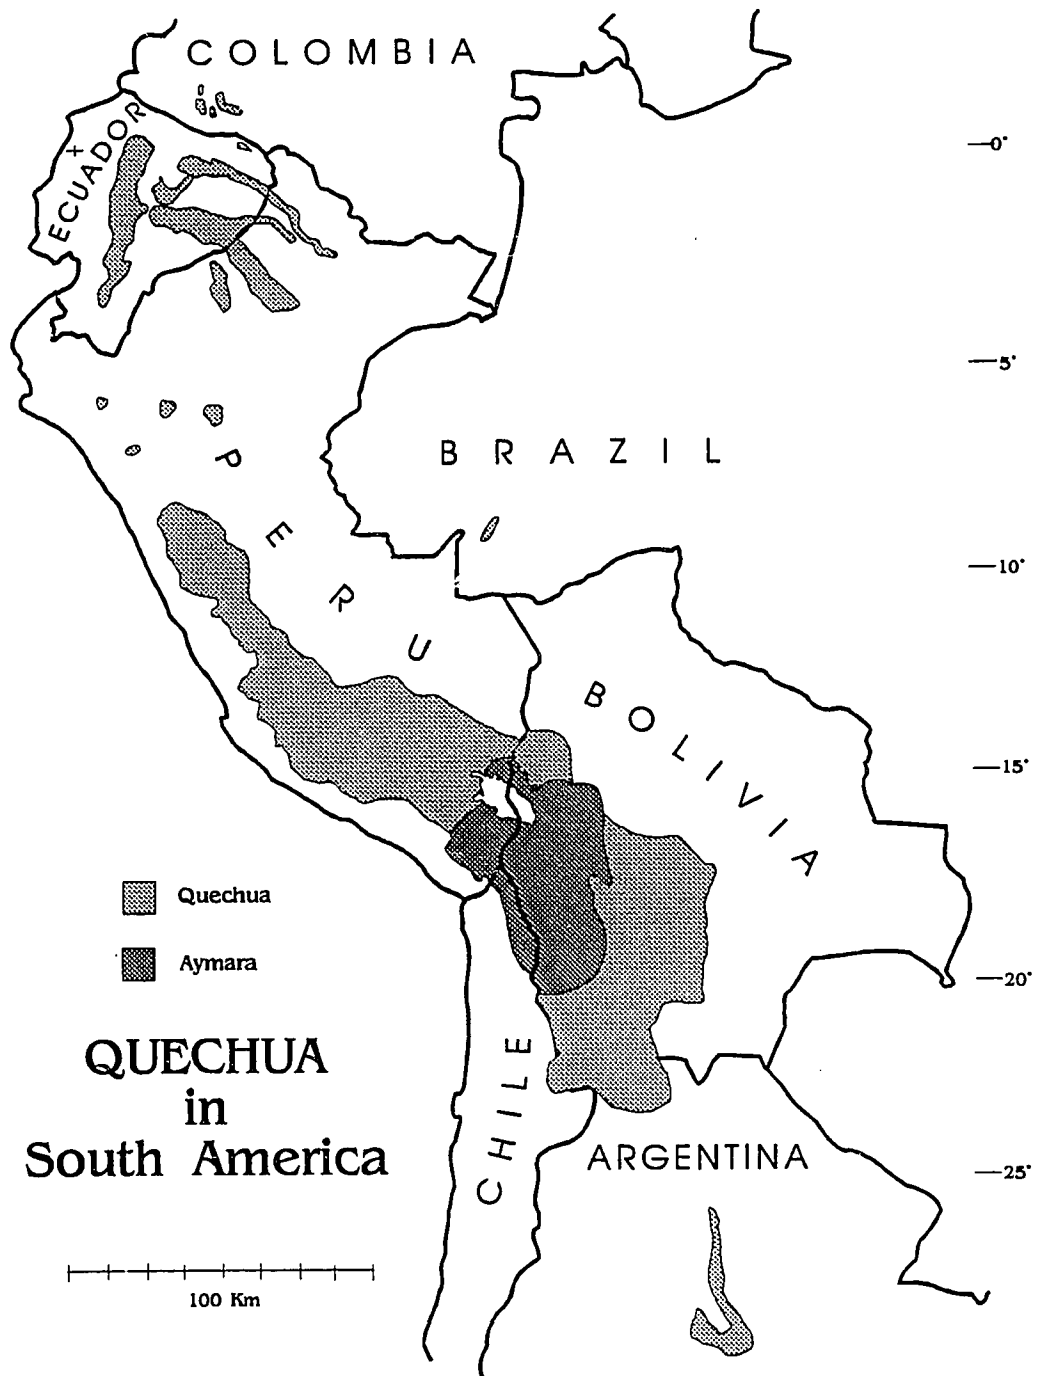 COLOMBIA
ECUADOR
+
—0°
—5°
BRAZIL
PERU
—10°
BOLIVIA
—15°
Quechua
Aymara
—20°
QUECHUA
in
South America
CHILE
ARGENTINA
—25°
100 Km